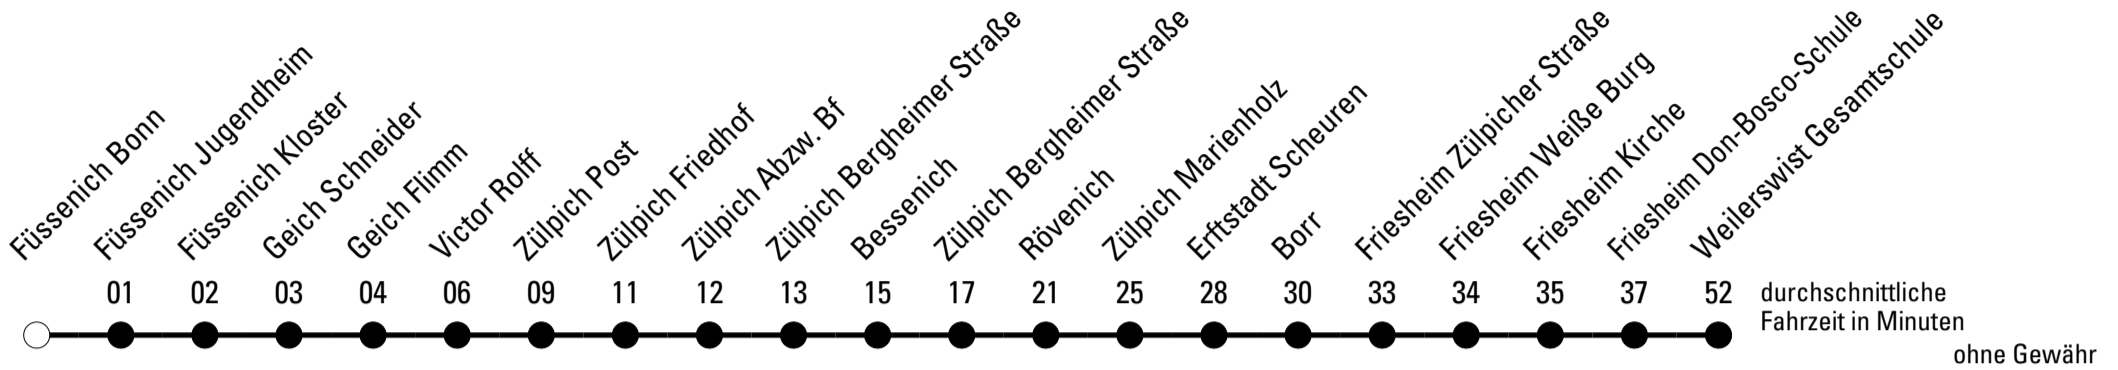 Füssenich Bonn
Füssenich Jugendheim
Füssenich Kloster
Geich Schneider
Geich Flimm
Victor Rolff
Zülpich Post
Zülpich Friedhof
Zülpich Abzw. Bf
Zülpich Bergheimer Straße
Bessenich
Zülpich Bergheimer Straße
Rövenich
Zülpich Marienholz
Erftstadt Scheuren
Borr
Friesheim Zülpicher Straße
Friesheim Weiße Burg
Friesheim Kirche
Friesheim Don-Bosco-Schule
Weilerswist Gesamtschule
01 02 03 04 06 09 11 12 13 15 17 21 25 28 30 33 34 35 37 52
durchschnittliche
Fahrzeit in Minuten
ohne Gewähr